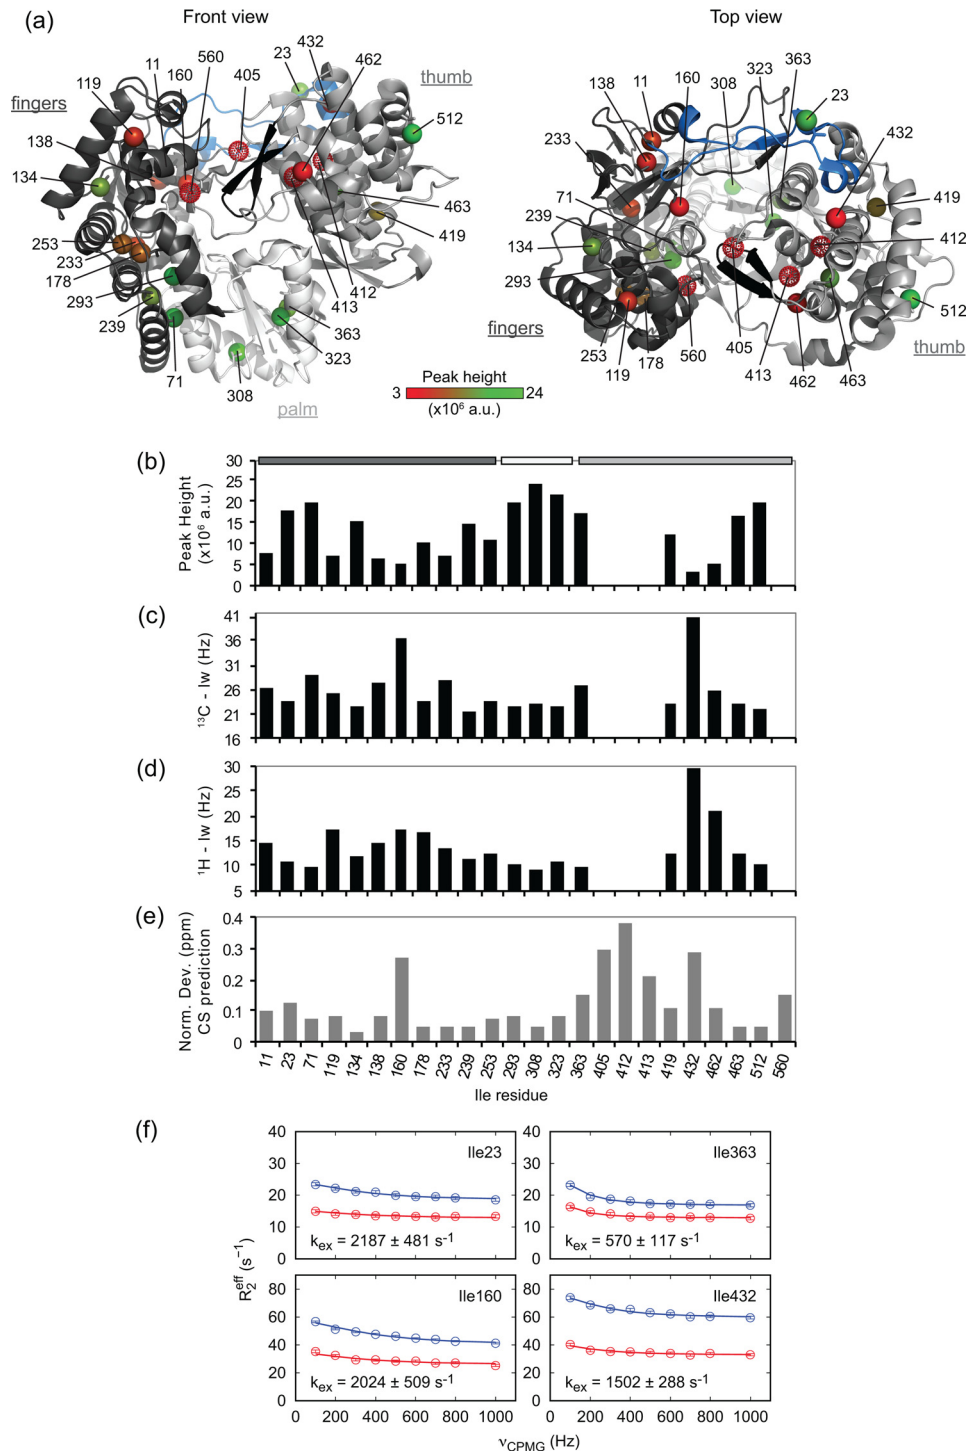 (a)
Front view
Top view
11
160
560
405
23
432
462
thumb
119
fingers
138
134
512
463
419
253
233
178
293
239
412
413
363
323
71
308
palm
138
11
160
308
323
363
23
233
432
71
239
419
134
412
293
512
fingers
253
119
178
560
405
413
462
463
thumb
Peak height
3
24
(x10⁶ a.u.)
(b)
Peak Height
(x10⁶ a.u.)
30
25
20
15
10
5
0
(c)
¹³C - lw (Hz)
41
36
31
26
21
16
(d)
¹H - lw (Hz)
30
25
20
15
10
5
(e)
Norm. Dev. (ppm)
CS prediction
0.4
0.3
0.2
0.1
0
11 23 71 119 134 138 160 178 233 239 253 293 308 323 363 405 412 413 419 432 462 463 512 560
Ile residue
(f)
R₂ᵉᶠᶠ (s⁻¹)
40
30
20
10
0
Ile23
kex = 2187 ± 481 s⁻¹
40
30
20
10
0
Ile363
kex = 570 ± 117 s⁻¹
80
60
40
20
0
Ile160
kex = 2024 ± 509 s⁻¹
80
60
40
20
0
Ile432
kex = 1502 ± 288 s⁻¹
0 200 400 600 800 1000
0 200 400 600 800 1000
νCPMG (Hz)